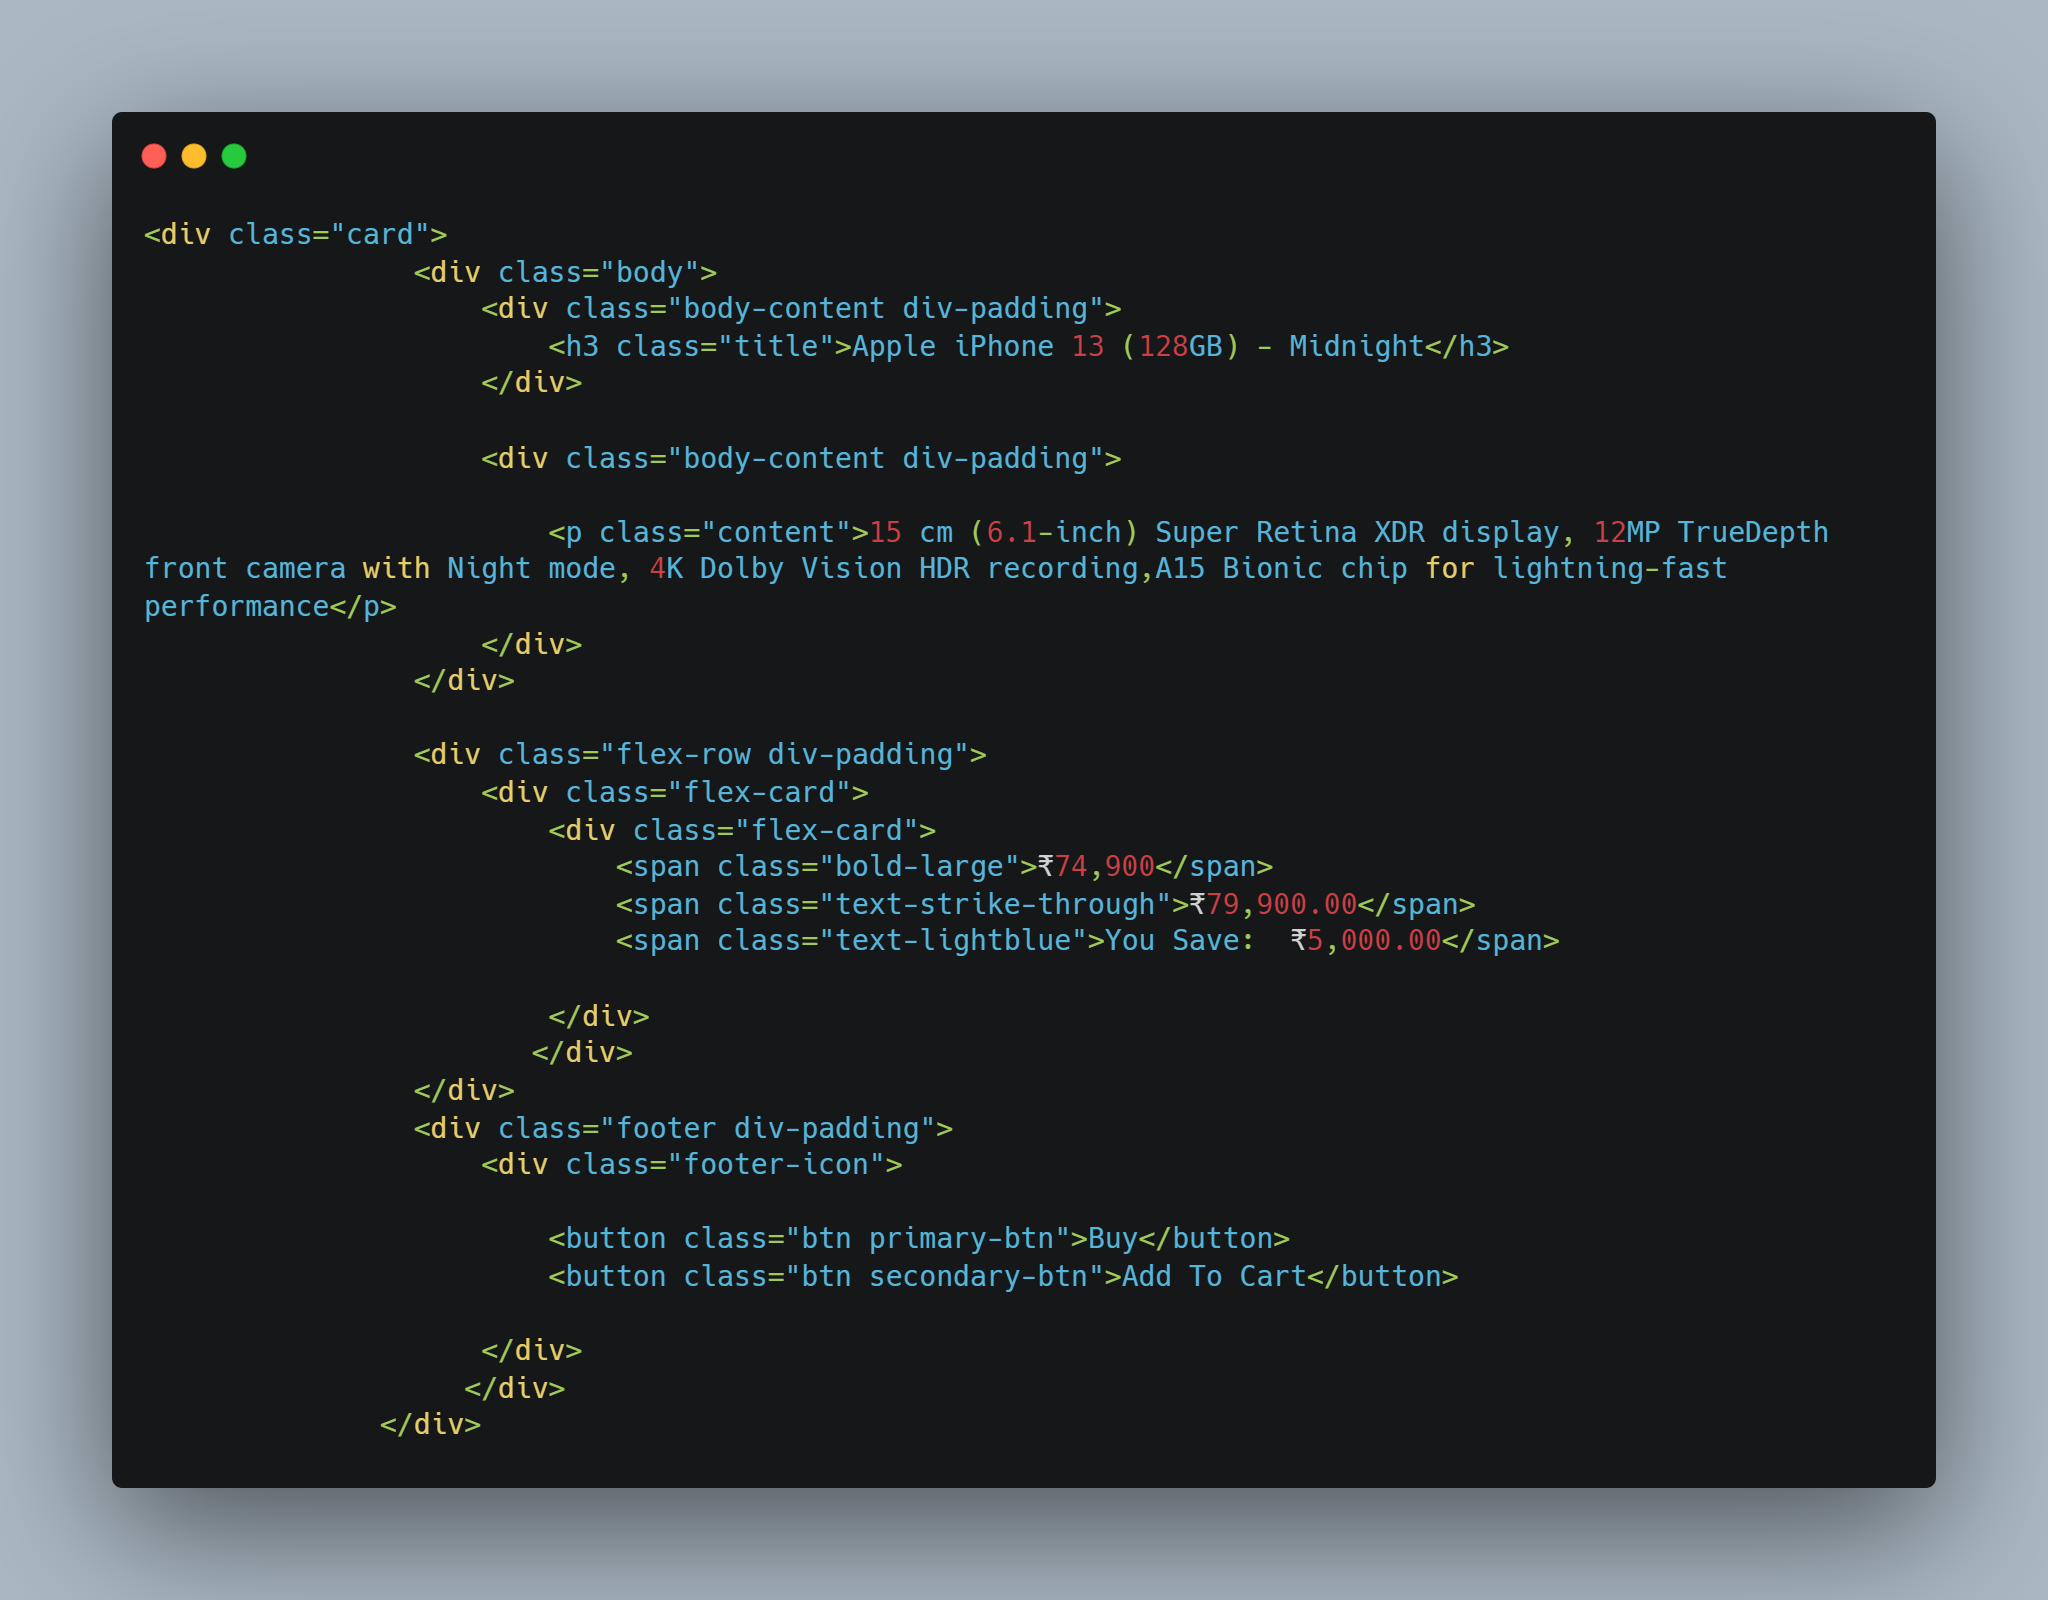 <div class="card">
                <div class="body">
                    <div class="body-content div-padding">
                        <h3 class="title">Apple iPhone 13 (128GB) - Midnight</h3>
                    </div>

                    <div class="body-content div-padding">

                        <p class="content">15 cm (6.1-inch) Super Retina XDR display, 12MP TrueDepth
front camera with Night mode, 4K Dolby Vision HDR recording,A15 Bionic chip for lightning-fast
performance</p>
                    </div>
                </div>

                <div class="flex-row div-padding">
                    <div class="flex-card">
                        <div class="flex-card">
                            <span class="bold-large">₹74,900</span>
                            <span class="text-strike-through">₹79,900.00</span>
                            <span class="text-lightblue">You Save:  ₹5,000.00</span>

                        </div>
                       </div>
                </div>
                <div class="footer div-padding">
                    <div class="footer-icon">

                        <button class="btn primary-btn">Buy</button>
                        <button class="btn secondary-btn">Add To Cart</button>

                    </div>
                   </div>
              </div>